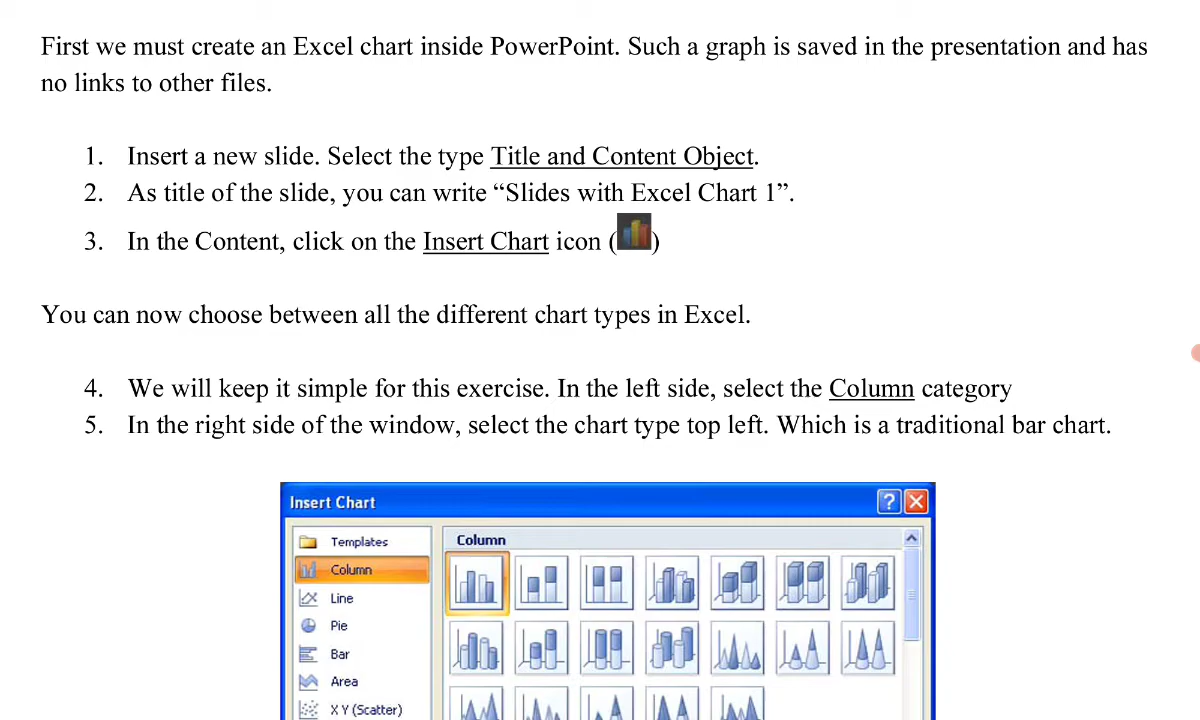 First we must create an Excel chart inside PowerPoint. Such a graph is saved in the presentation and has
no links to other files.
1. Insert a new slide. Select the type Title and Content Object.
2. As title of the slide, you can write “Slides with Excel Chart 1”.
3. In the Content, click on the Insert Chart icon ( )
You can now choose between all the different chart types in Excel.
4. We will keep it simple for this exercise. In the left side, select the Column category
5. In the right side of the window, select the chart type top left. Which is a traditional bar chart.
Insert Chart
?
Templates
Column
Line
Pie
Bar
Area
X Y (Scatter)
Column